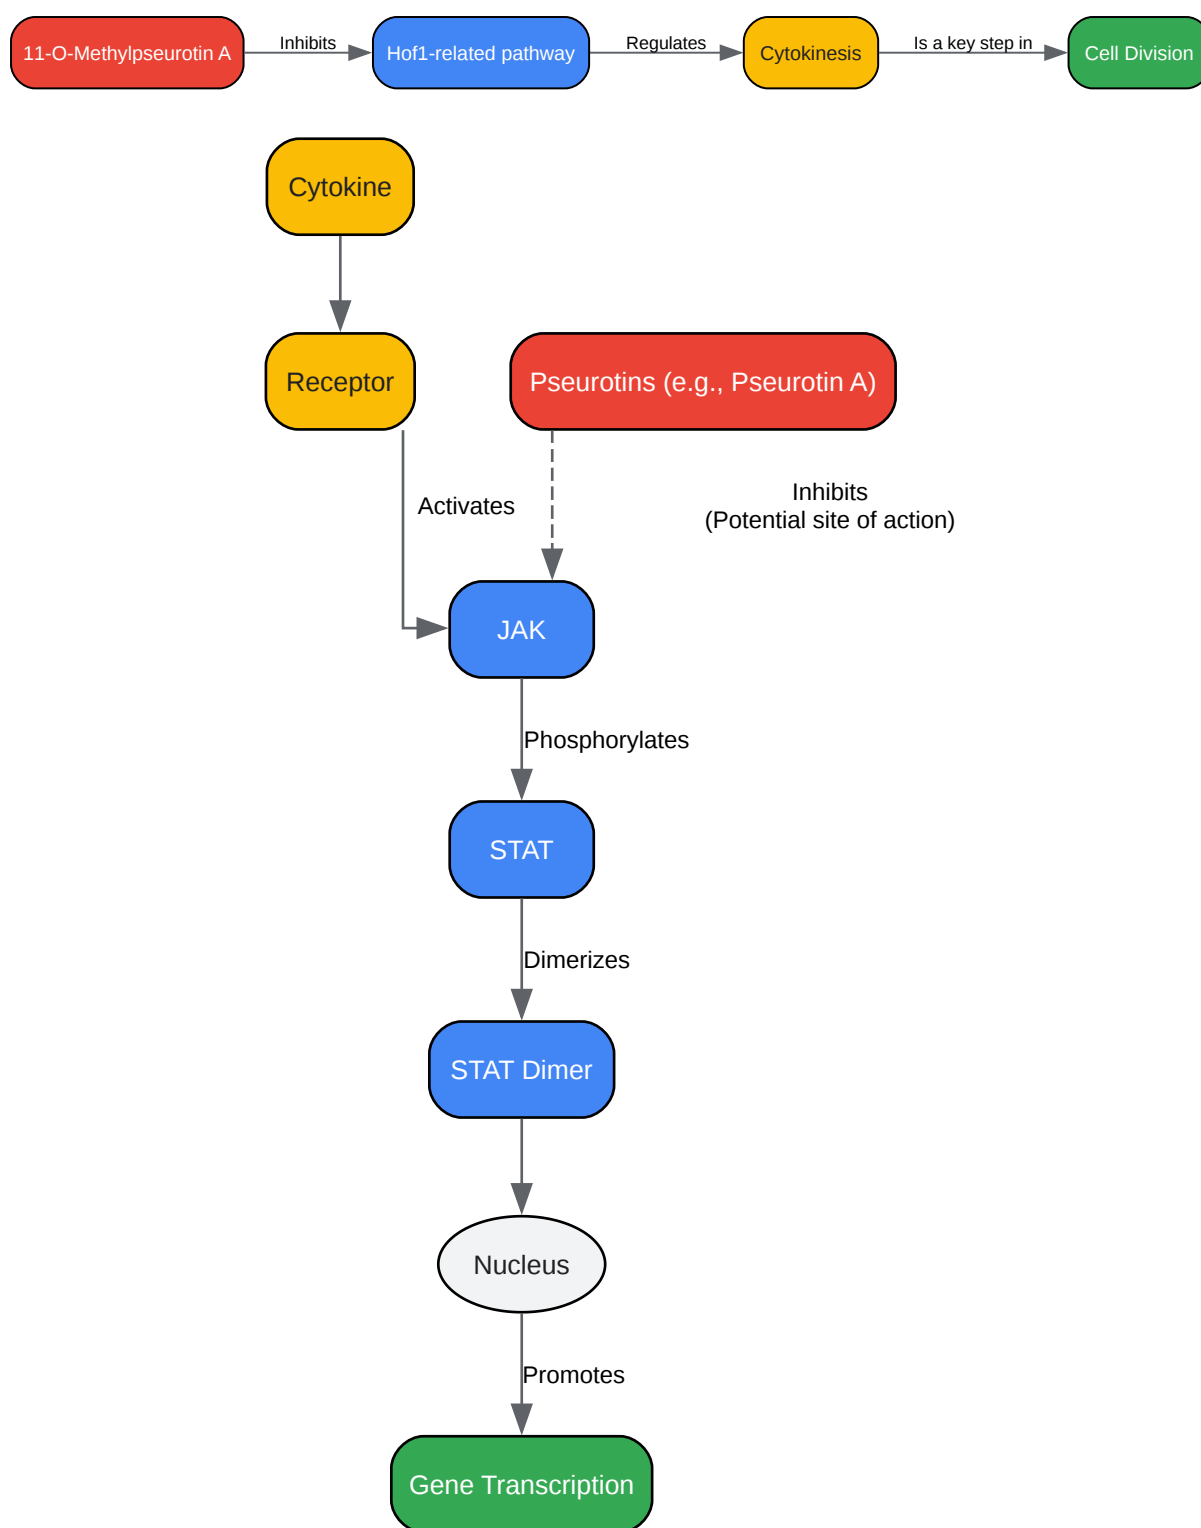 11-O-Methylpseurotin A
Inhibits
Hof1-related pathway
Regulates
Cytokinesis
Is a key step in
Cell Division
Cytokine
Receptor
Pseurotins (e.g., Pseurotin A)
Activates
Inhibits
(Potential site of action)
JAK
Phosphorylates
STAT
Dimerizes
STAT Dimer
Nucleus
Promotes
Gene Transcription